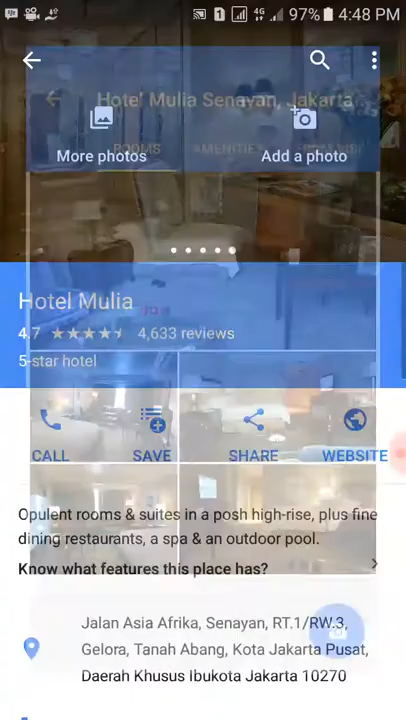 97% 4:48 PM
Hotel Mulia Senayan, Jakarta
ROOMS AMENITIES
More photos Add a photo
Hotel Mulia
4.7 4,633 reviews
5-star hotel
CALL SAVE SHARE WEBSITE
Opulent rooms & suites in a posh high-rise, plus fine
dining restaurants, a spa & an outdoor pool.
Know what features this place has?
Jalan Asia Afrika, Senayan, RT.1/RW.3,
Gelora, Tanah Abang, Kota Jakarta Pusat,
Daerah Khusus Ibukota Jakarta 10270